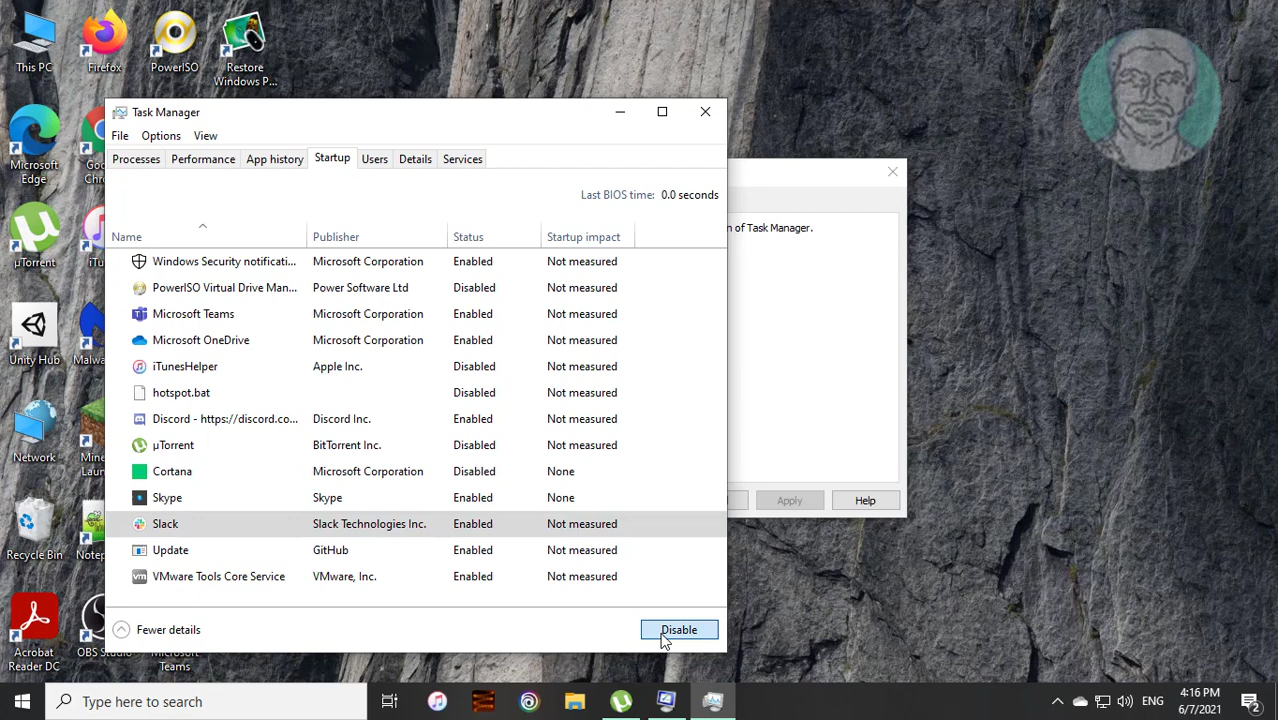 This PC
Firefox
PowerISO
Restore
Windows P...
Microsoft
Edge
µTorrent
Unity Hub
Network
Recycle Bin
Acrobat
Reader DC
OBS Studio
Microsoft
Teams
Task Manager
File Options View
Processes Performance App history Startup Users Details Services
Last BIOS time: 0.0 seconds
Name Publisher Status Startup impact
Windows Security notificati... Microsoft Corporation Enabled Not measured
PowerISO Virtual Drive Man... Power Software Ltd Disabled Not measured
Microsoft Teams Microsoft Corporation Enabled Not measured
Microsoft OneDrive Microsoft Corporation Enabled Not measured
iTunesHelper Apple Inc. Disabled Not measured
hotspot.bat Disabled Not measured
Discord - https://discord.co... Discord Inc. Enabled Not measured
µTorrent BitTorrent Inc. Disabled Not measured
Cortana Microsoft Corporation Disabled None
Skype Skype Enabled None
Slack Slack Technologies Inc. Enabled Not measured
Update GitHub Enabled Not measured
vm VMware Tools Core Service VMware, Inc. Enabled Not measured
Fewer details Disable
n of Task Manager.
Apply Help
Type here to search
ENG
4:16 PM
6/7/2021
2